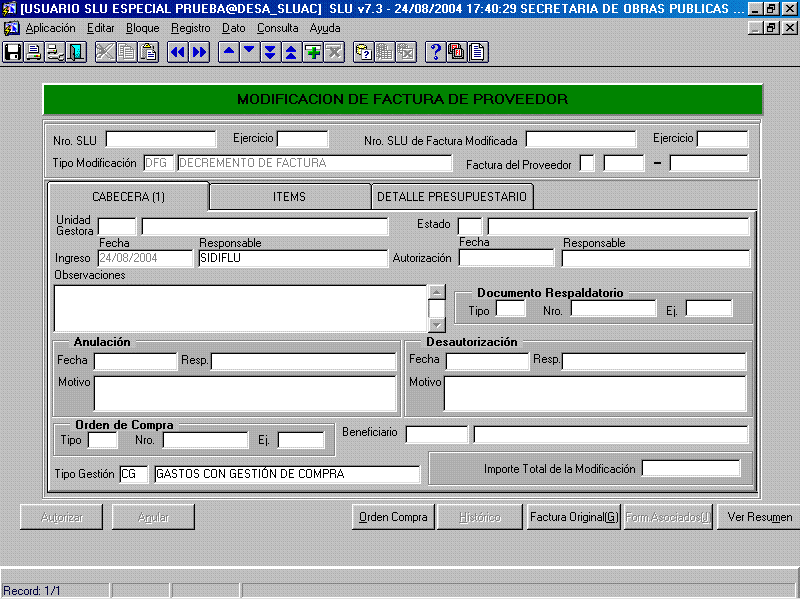 [USUARIO SLU ESPECIAL PRUEBA@DESA_SLUAC]  SLU v7.3 - 24/08/2004 17:40:29 SECRETARIA DE OBRAS PUBLICAS ...
Aplicación Editar Bloque Registro Dato Consulta Ayuda
MODIFICACION DE FACTURA DE PROVEEDOR
Nro. SLU Ejercicio Nro. SLU de Factura Modificada Ejercicio
Tipo Modificación DFG DECREMENTO DE FACTURA Factura del Proveedor –
CABECERA (1) ITEMS DETALLE PRESUPUESTARIO
Unidad
Gestora Estado
Fecha Responsable Fecha Responsable
Ingreso 24/08/2004 SIDIFLU Autorización
Observaciones
Documento Respaldatorio
Tipo Nro. Ej.
Anulación Desautorización
Fecha Resp. Fecha Resp.
Motivo Motivo
Orden de Compra
Tipo Nro. Ej. Beneficiario
Tipo Gestión CG GASTOS CON GESTIÓN DE COMPRA Importe Total de la Modificación
Autorizar Anular Orden Compra Histórico Factura Original(G) Form.Asociados(J) Ver Resumen
Record: 1/1